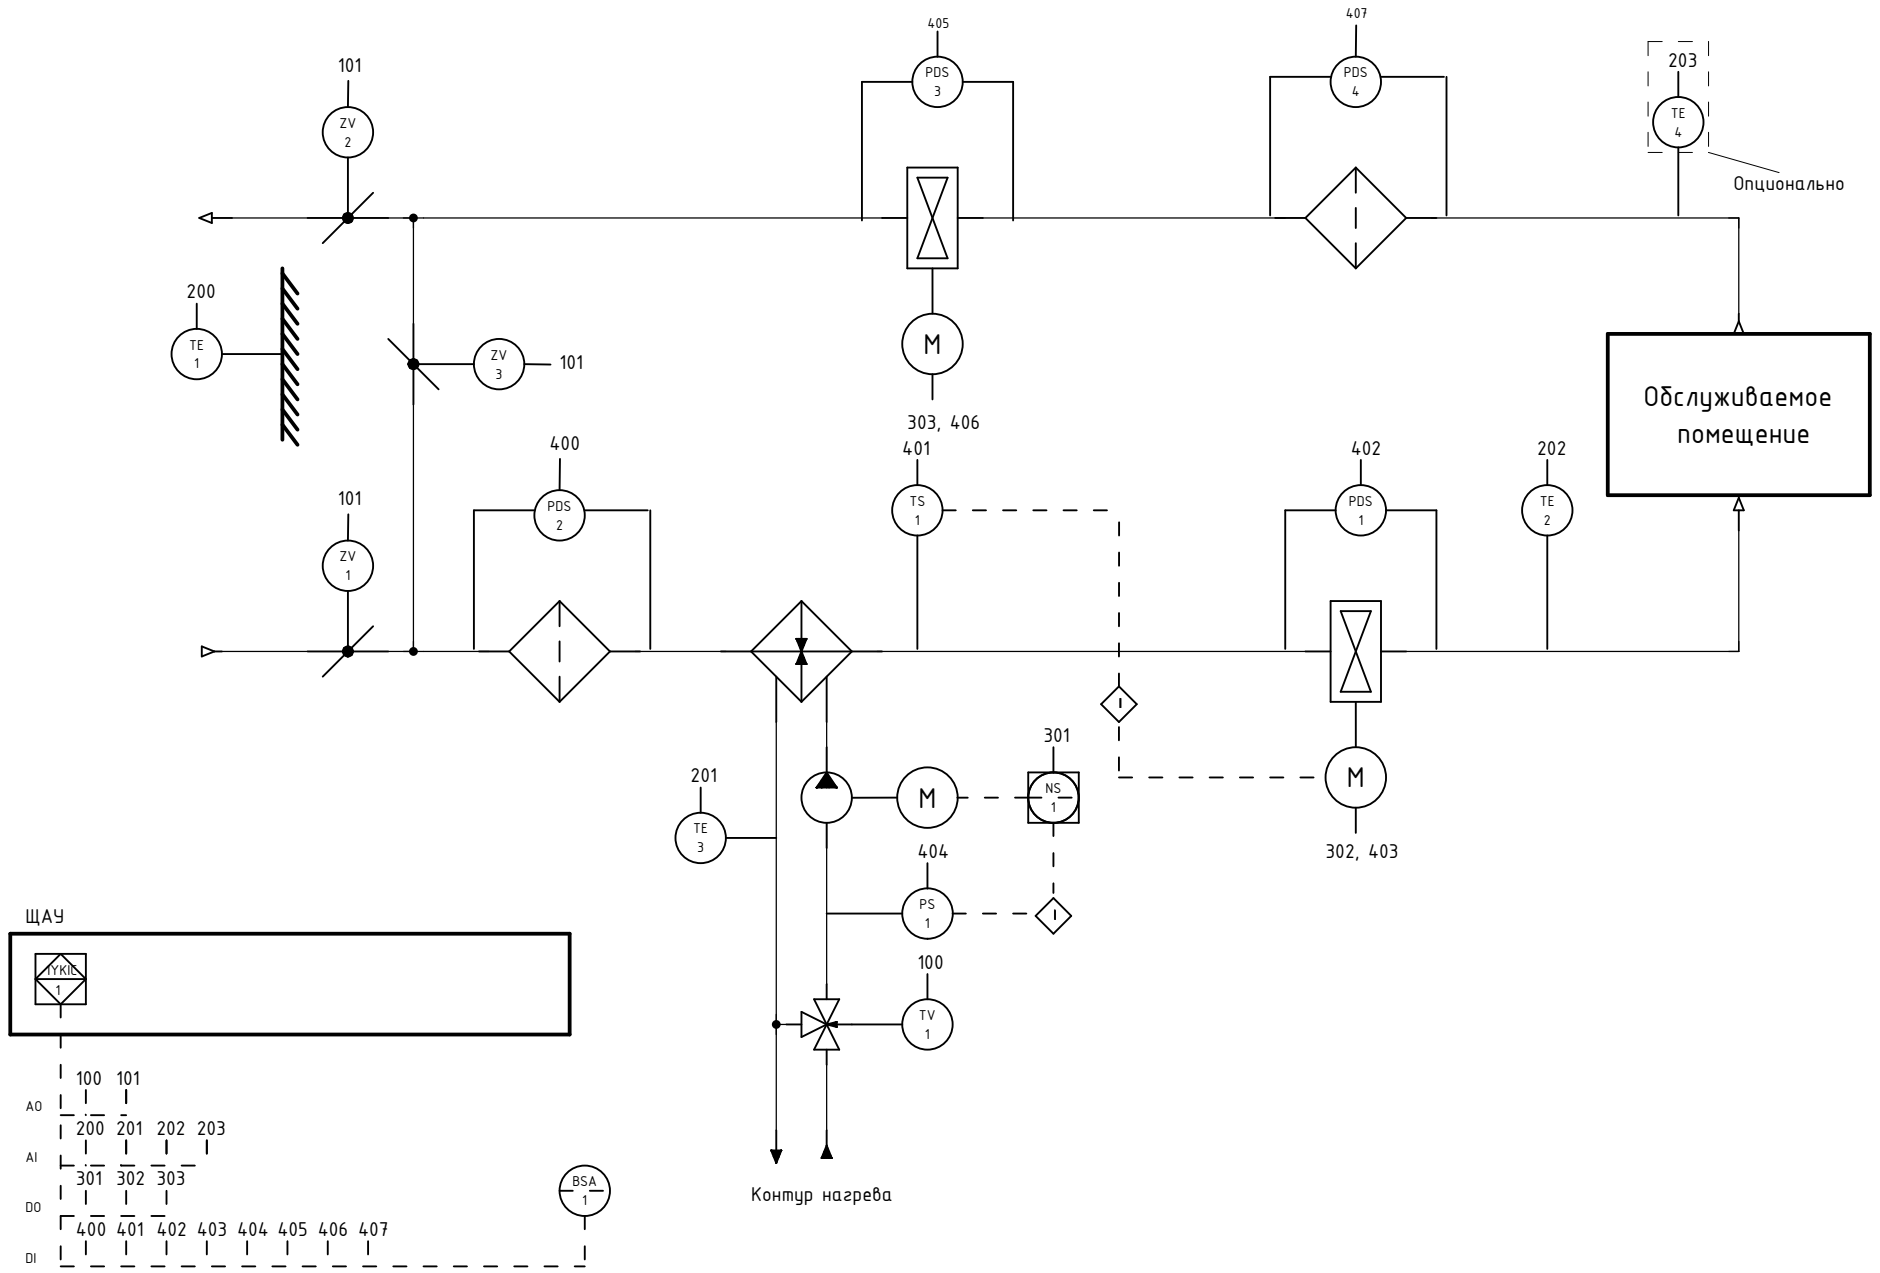 405
PDS
3
407
PDS
4
203
TE
4
Опционально
101
ZV
2
200
TE
1
ZV
3
101
M
303, 406
Обслуживаемое
помещение
101
ZV
1
400
PDS
2
401
TS
1
402
PDS
1
202
TE
2
M
302, 403
201
TE
3
M
301
NS
1
404
PS
1
100
TV
1
Контур нагрева
ЩАУ
IYKIC
1
100 101
AO
200 201 202 203
AI
301 302 303
DO
400 401 402 403 404 405 406 407
DI
BSA
1